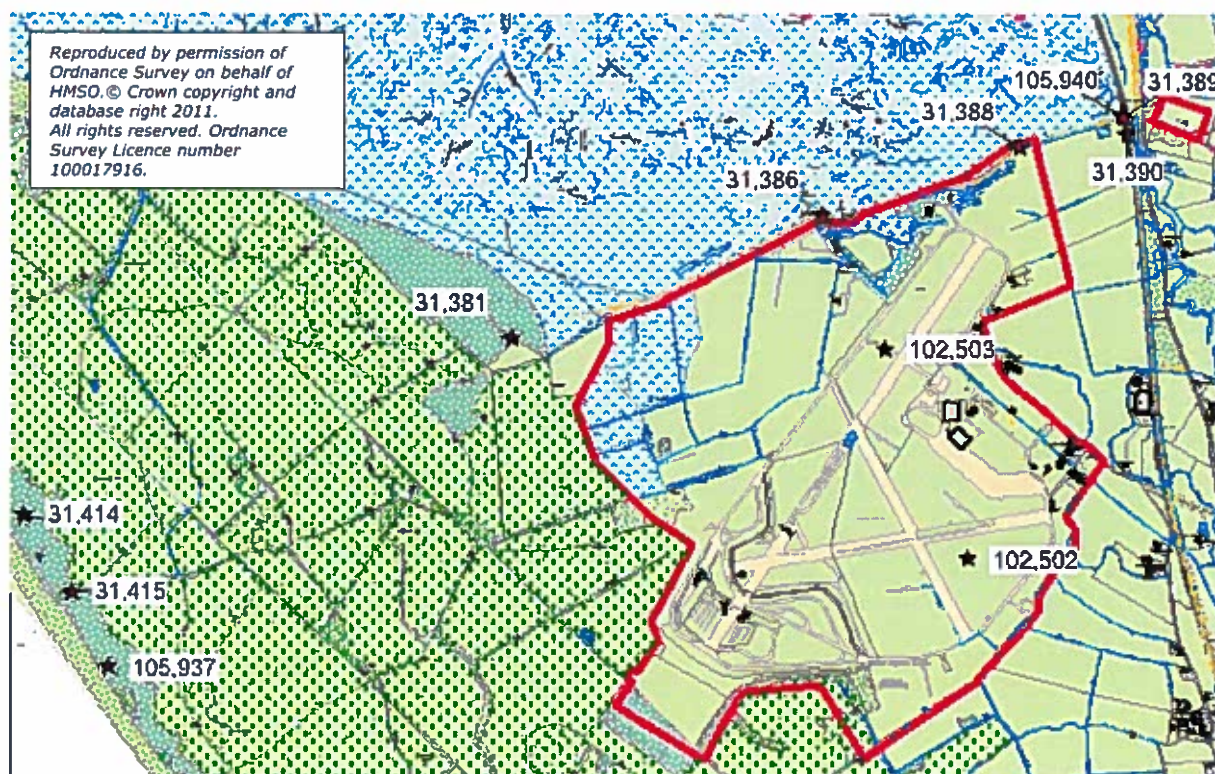 Reproduced by permission of
Ordnance Survey on behalf of
HMSO.© Crown copyright and
database right 2011.
All rights reserved. Ordnance
Survey Licence number
100017916.
105,940
31,389
31,388
31,386
31,390
31,381
102,503
31,414
102,502
31,415
105,937